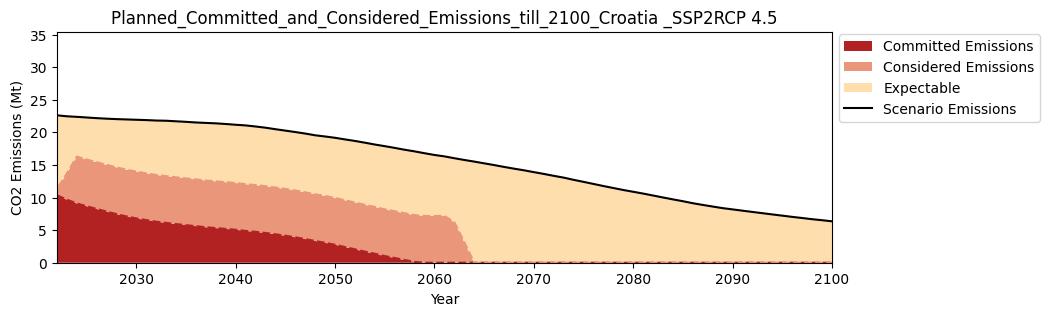 Planned_Committed_and_Considered_Emissions_till_2100_Croatia _SSP2RCP 4.5
CO2 Emissions (Mt)
35
30
25
20
15
10
5
0
2030 2040 2050 2060 2070 2080 2090 2100
Year
Committed Emissions
Considered Emissions
Expectable
Scenario Emissions